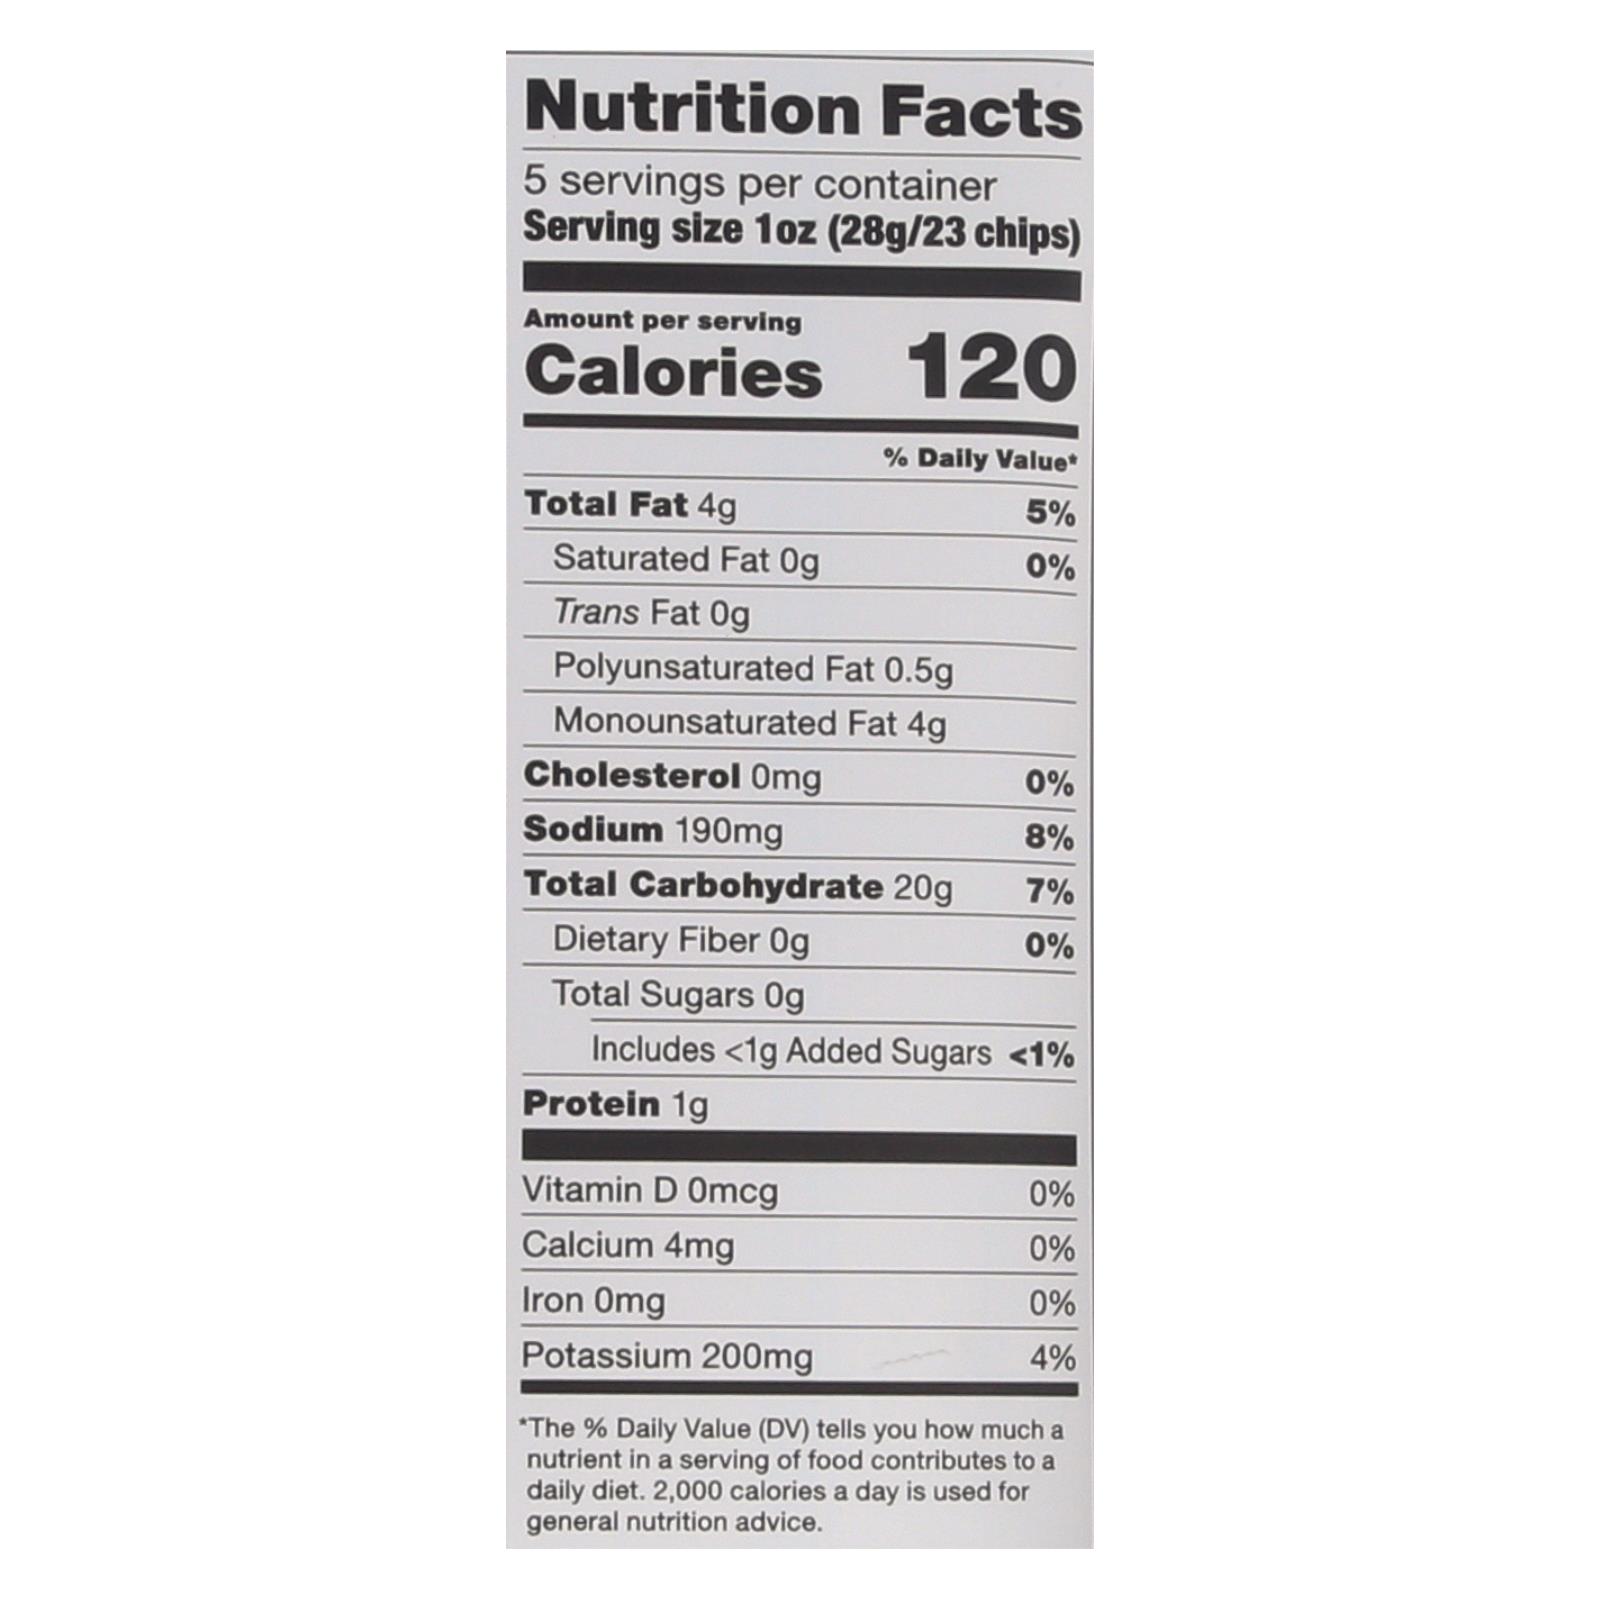 Nutrition Facts
5 servings per container
Serving size 1oz (28g/23 chips)
Amount per serving
Calories 120
% Daily Value*
Total Fat 4g 5%
Saturated Fat 0g 0%
Trans Fat 0g
Polyunsaturated Fat 0.5g
Monounsaturated Fat 4g
Cholesterol 0mg 0%
Sodium 190mg 8%
Total Carbohydrate 20g 7%
Dietary Fiber 0g 0%
Total Sugars 0g
Includes <1g Added Sugars <1%
Protein 1g
Vitamin D 0mcg 0%
Calcium 4mg 0%
Iron 0mg 0%
Potassium 200mg 4%
*The % Daily Value (DV) tells you how much a
nutrient in a serving of food contributes to a
daily diet. 2,000 calories a day is used for
general nutrition advice.